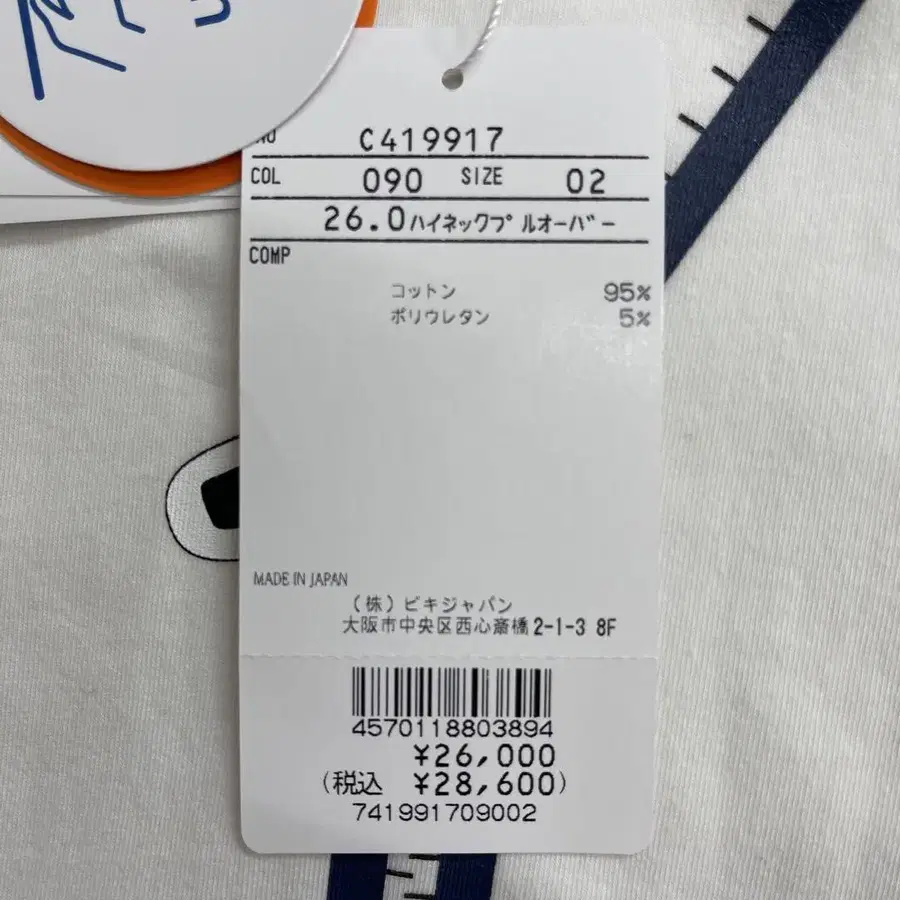 C419917
COL 090 SIZE 02
26.0ハイネックプルオーバー
COMP
コットン 95%
ポリウレタン 5%
MADE IN JAPAN
(株)ビキジャパン
大阪市中央区西心斎橋2-1-3 8F
4570118803894
¥26,000
(税込 ¥28,600)
741991709002